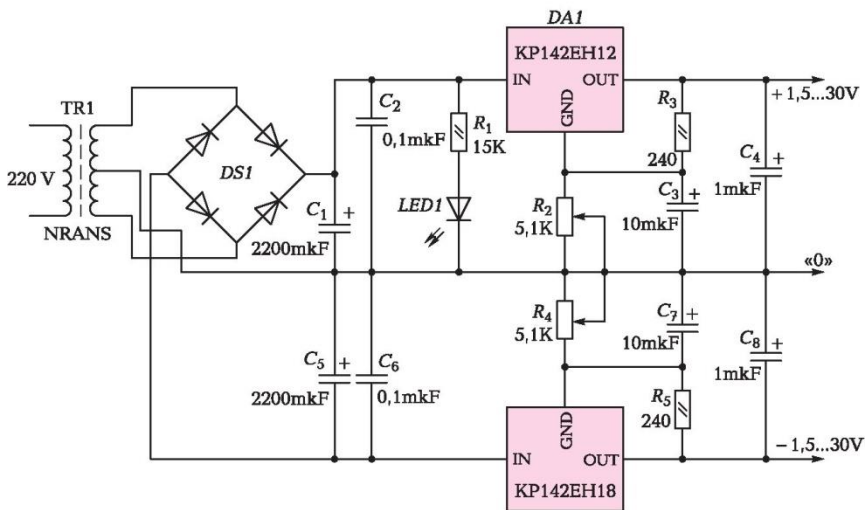 DA1
KP142EH12
IN
OUT
GND
+1,5...30V
TR1
220 V
NRANS
DS1
C2
0,1mkF
R1
15K
LED1
C1 +
2200mkF
R3
240
C3 +
10mkF
C4 +
1mkF
R2
5,1K
«0»
R4
5,1K
C7 +
10mkF
C8 +
1mkF
C5 +
2200mkF
C6
0,1mkF
R5
240
GND
IN
OUT
KP142EH18
−1,5...30V